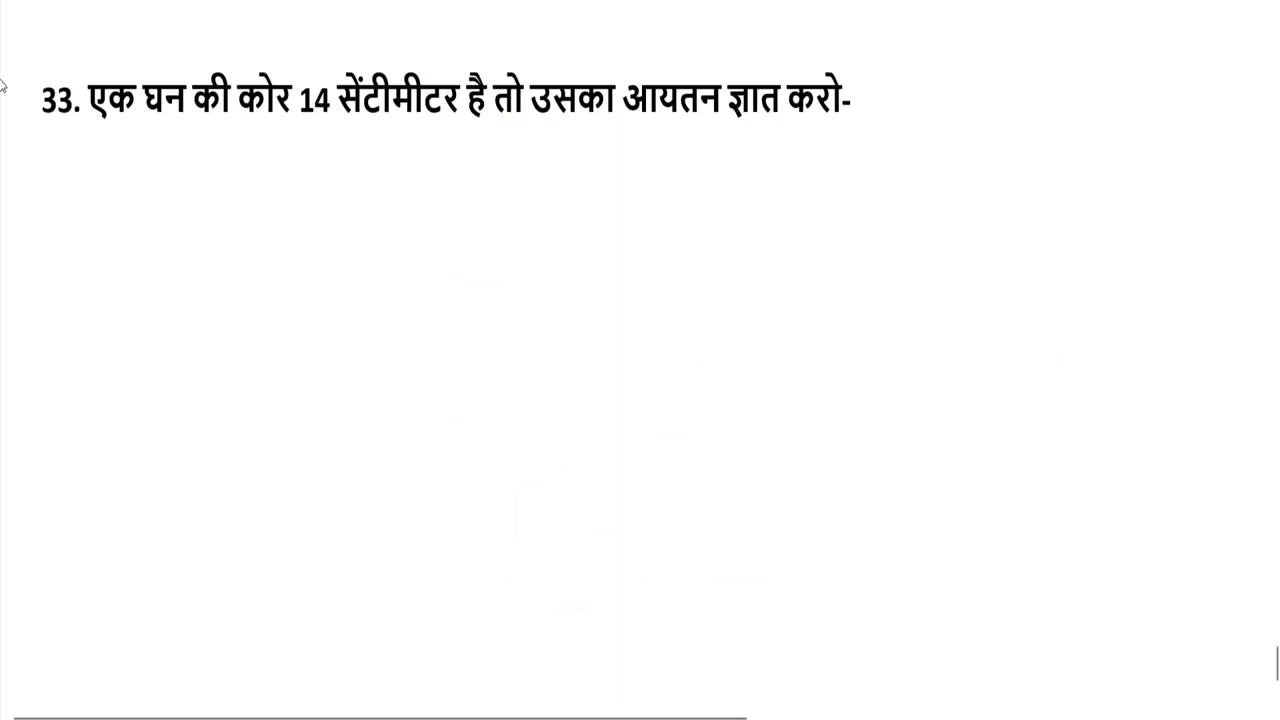 33. एक घन की कोर 14 सेंटीमीटर है तो उसका आयतन ज्ञात करो-